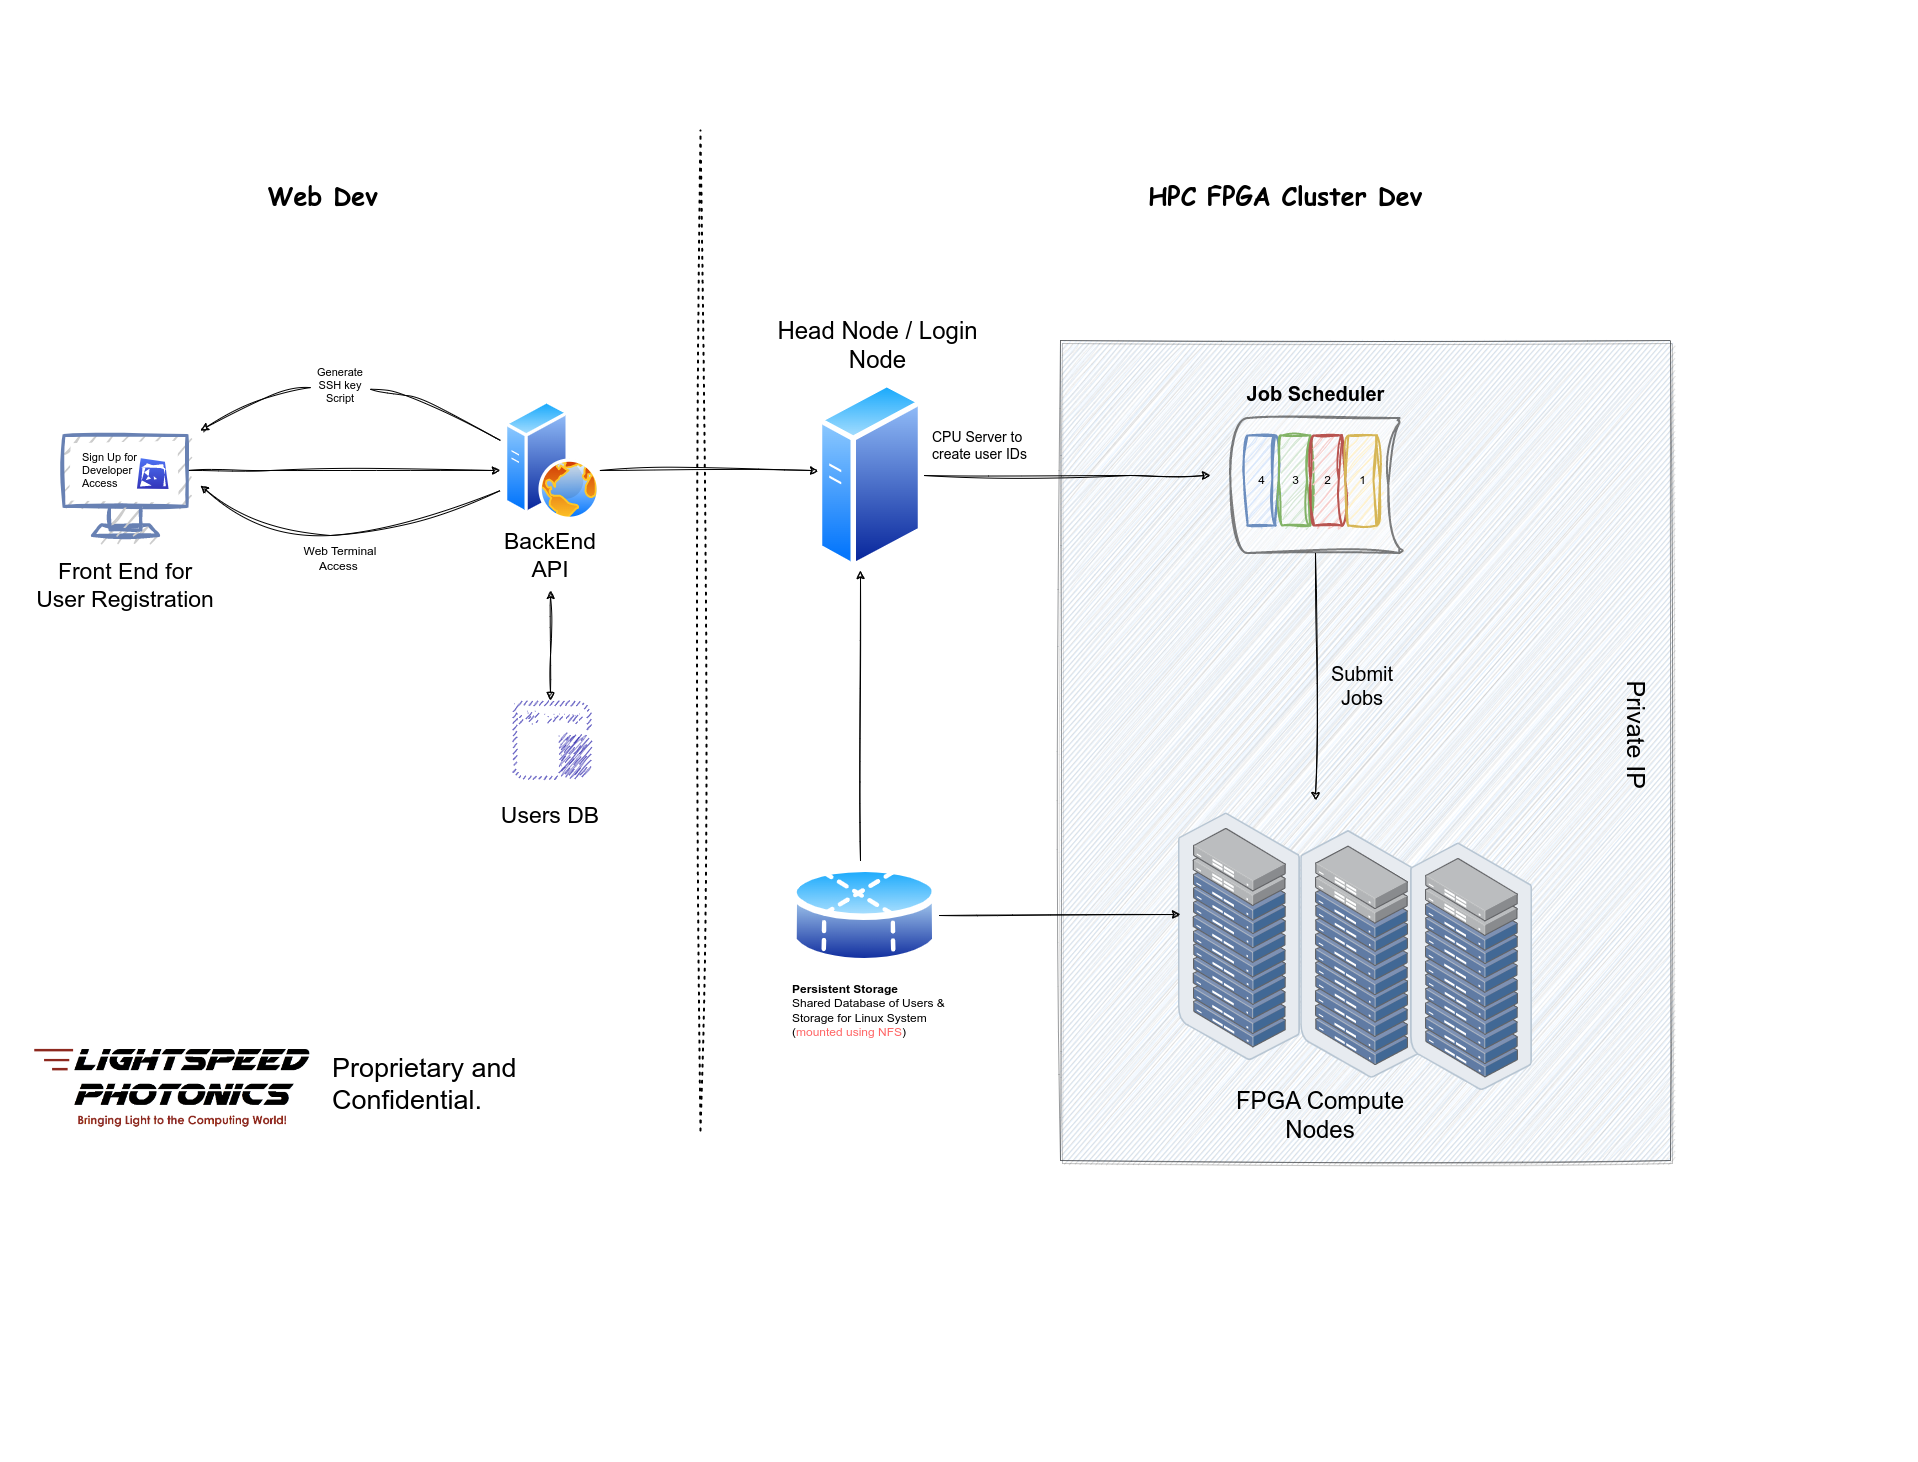 Web Dev
HPC FPGA Cluster Dev
Generate
SSH key
Script
Sign Up for
Developer
Access
Front End for
User Registration
Web Terminal
Access
BackEnd
API
Users DB
Head Node / Login
Node
CPU Server to
create user IDs
Job Scheduler
4 3 2 1
Submit
Jobs
Private IP
Persistent Storage
Shared Database of Users &
Storage for Linux System
(mounted using NFS)
FPGA Compute
Nodes
LIGHTSPEED
PHOTONICS
Bringing Light to the Computing World!
Proprietary and
Confidential.